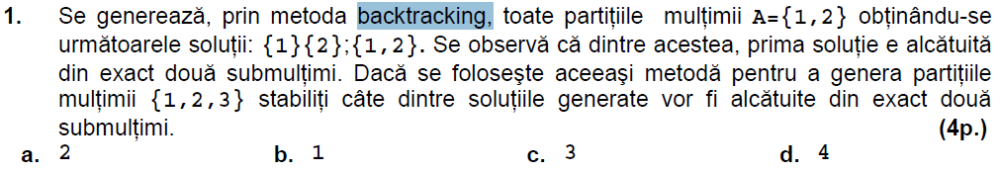 1. Se generează, prin metoda backtracking, toate partițiile mulțimii A={1,2} obținându-se
următoarele soluții: {1}{2};{1,2}. Se observă că dintre acestea, prima soluție e alcătuită
din exact două submulțimi. Dacă se foloseşte aceeaşi metodă pentru a genera partițiile
mulțimii {1,2,3} stabiliți câte dintre soluțiile generate vor fi alcătuite din exact două
submulțimi. (4p.)
a. 2 b. 1 c. 3 d. 4